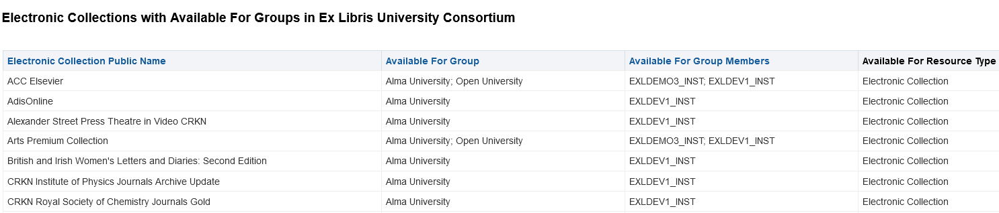 Electronic Collections with Available For Groups in Ex Libris University Consortium
Electronic Collection Public Name Available For Group Available For Group Members Available For Resource Type
ACC Elsevier Alma University; Open University EXLDEMO3_INST; EXLDEV1_INST Electronic Collection
AdisOnline Alma University EXLDEV1_INST Electronic Collection
Alexander Street Press Theatre in Video CRKN Alma University EXLDEV1_INST Electronic Collection
Arts Premium Collection Alma University; Open University EXLDEMO3_INST; EXLDEV1_INST Electronic Collection
British and Irish Women's Letters and Diaries: Second Edition Alma University EXLDEV1_INST Electronic Collection
CRKN Institute of Physics Journals Archive Update Alma University EXLDEV1_INST Electronic Collection
CRKN Royal Society of Chemistry Journals Gold Alma University EXLDEV1_INST Electronic Collection